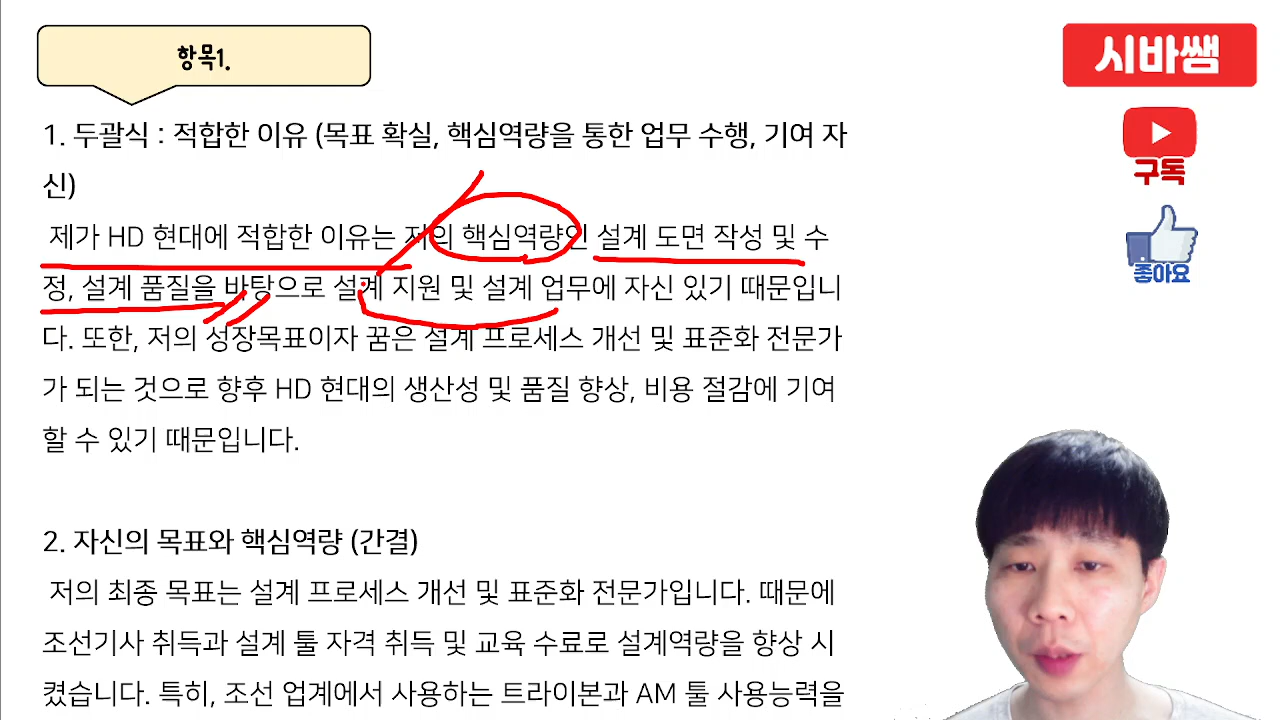 항목1.
시바쌤
구독
좋아요
1. 두괄식 : 적합한 이유 (목표 확실, 핵심역량을 통한 업무 수행, 기여 자
신)
제가 HD 현대에 적합한 이유는 저의 핵심역량인 설계 도면 작성 및 수
정, 설계 품질을 바탕으로 설계 지원 및 설계 업무에 자신 있기 때문입니
다. 또한, 저의 성장목표이자 꿈은 설계 프로세스 개선 및 표준화 전문가
가 되는 것으로 향후 HD 현대의 생산성 및 품질 향상, 비용 절감에 기여
할 수 있기 때문입니다.
2. 자신의 목표와 핵심역량 (간결)
저의 최종 목표는 설계 프로세스 개선 및 표준화 전문가입니다. 때문에
조선기사 취득과 설계 툴 자격 취득 및 교육 수료로 설계역량을 향상 시
켰습니다. 특히, 조선 업계에서 사용하는 트라이본과 AM 툴 사용능력을